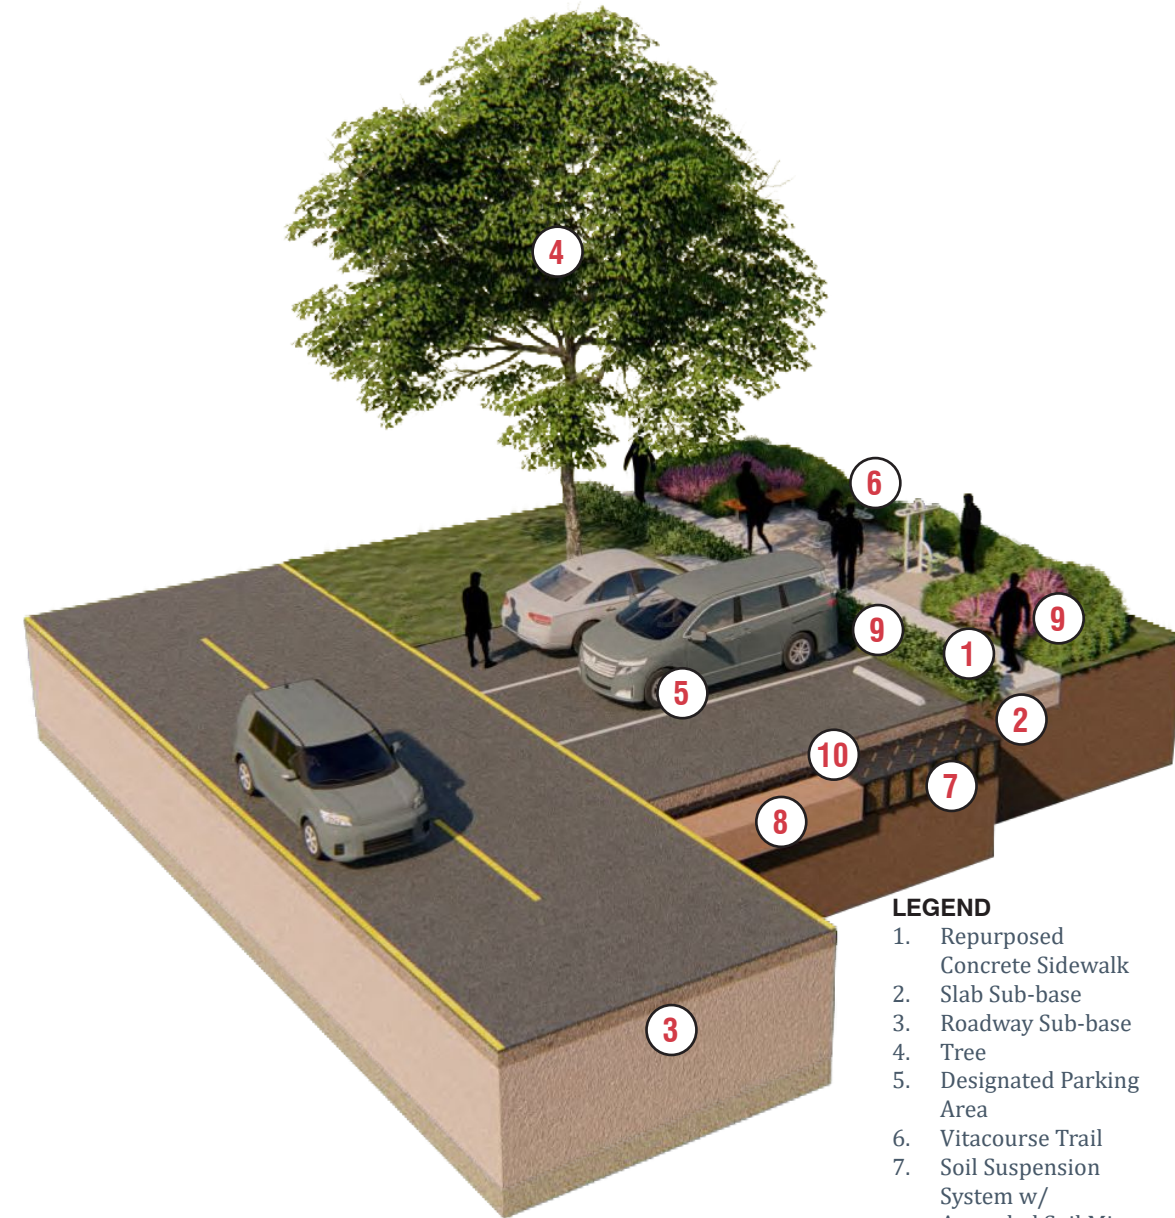 4
6
9
9
1
5
2
10
7
8
3
LEGEND
1. Repurposed
Concrete Sidewalk
2. Slab Sub-base
3. Roadway Sub-base
4. Tree
5. Designated Parking
Area
6. Vitacourse Trail
7. Soil Suspension
System w/